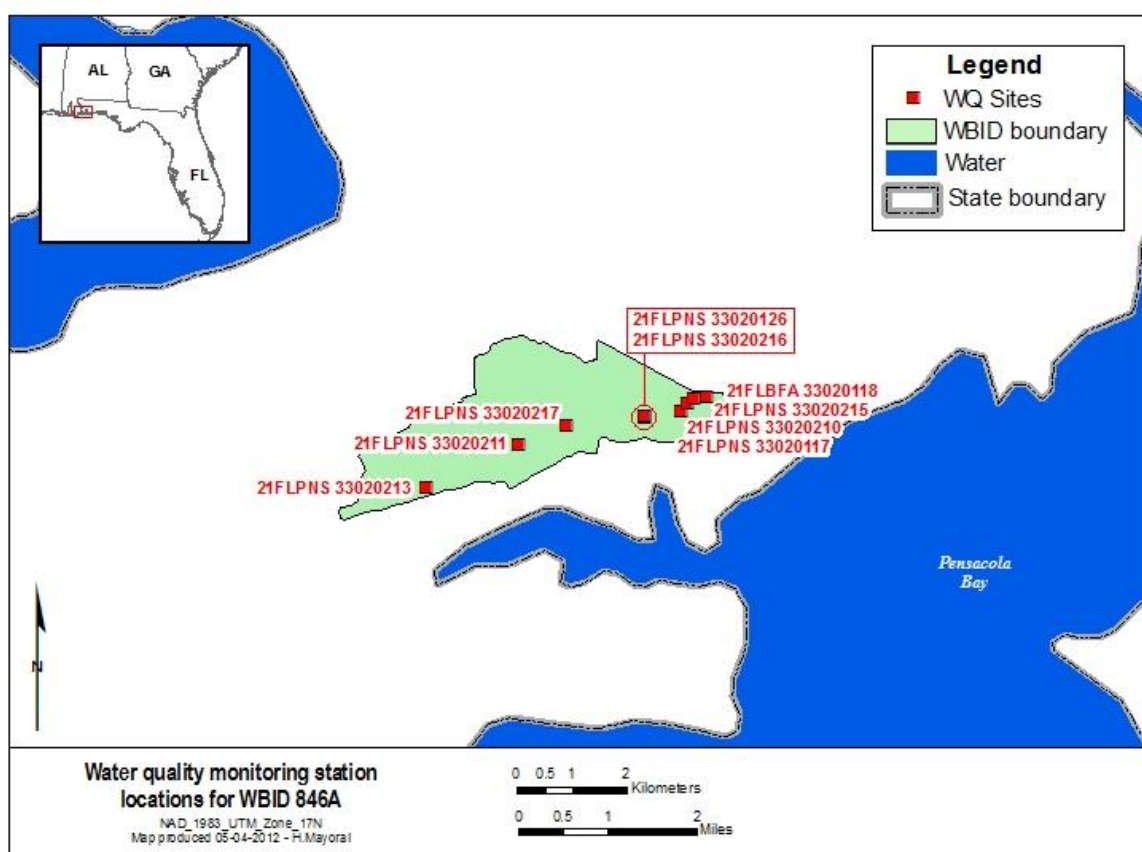 AL
GA
FL
Legend
WQ Sites
WBID boundary
Water
State boundary
21FLPNS 33020126
21FLPNS 33020216
21FLBFA 33020118
21FLPNS 33020215
21FLPNS 33020210
21FLPNS 33020117
21FLPNS 33020217
21FLPNS 33020211
21FLPNS 33020213
Pensacola
Bay
N
Water quality monitoring station
locations for WBID 846A
NAD_1983_UTM_Zone_17N
Map produced 05-04-2012 - H.Mayoral
0 0.5 1 2
Kilometers
0 0.5 1 2
Miles